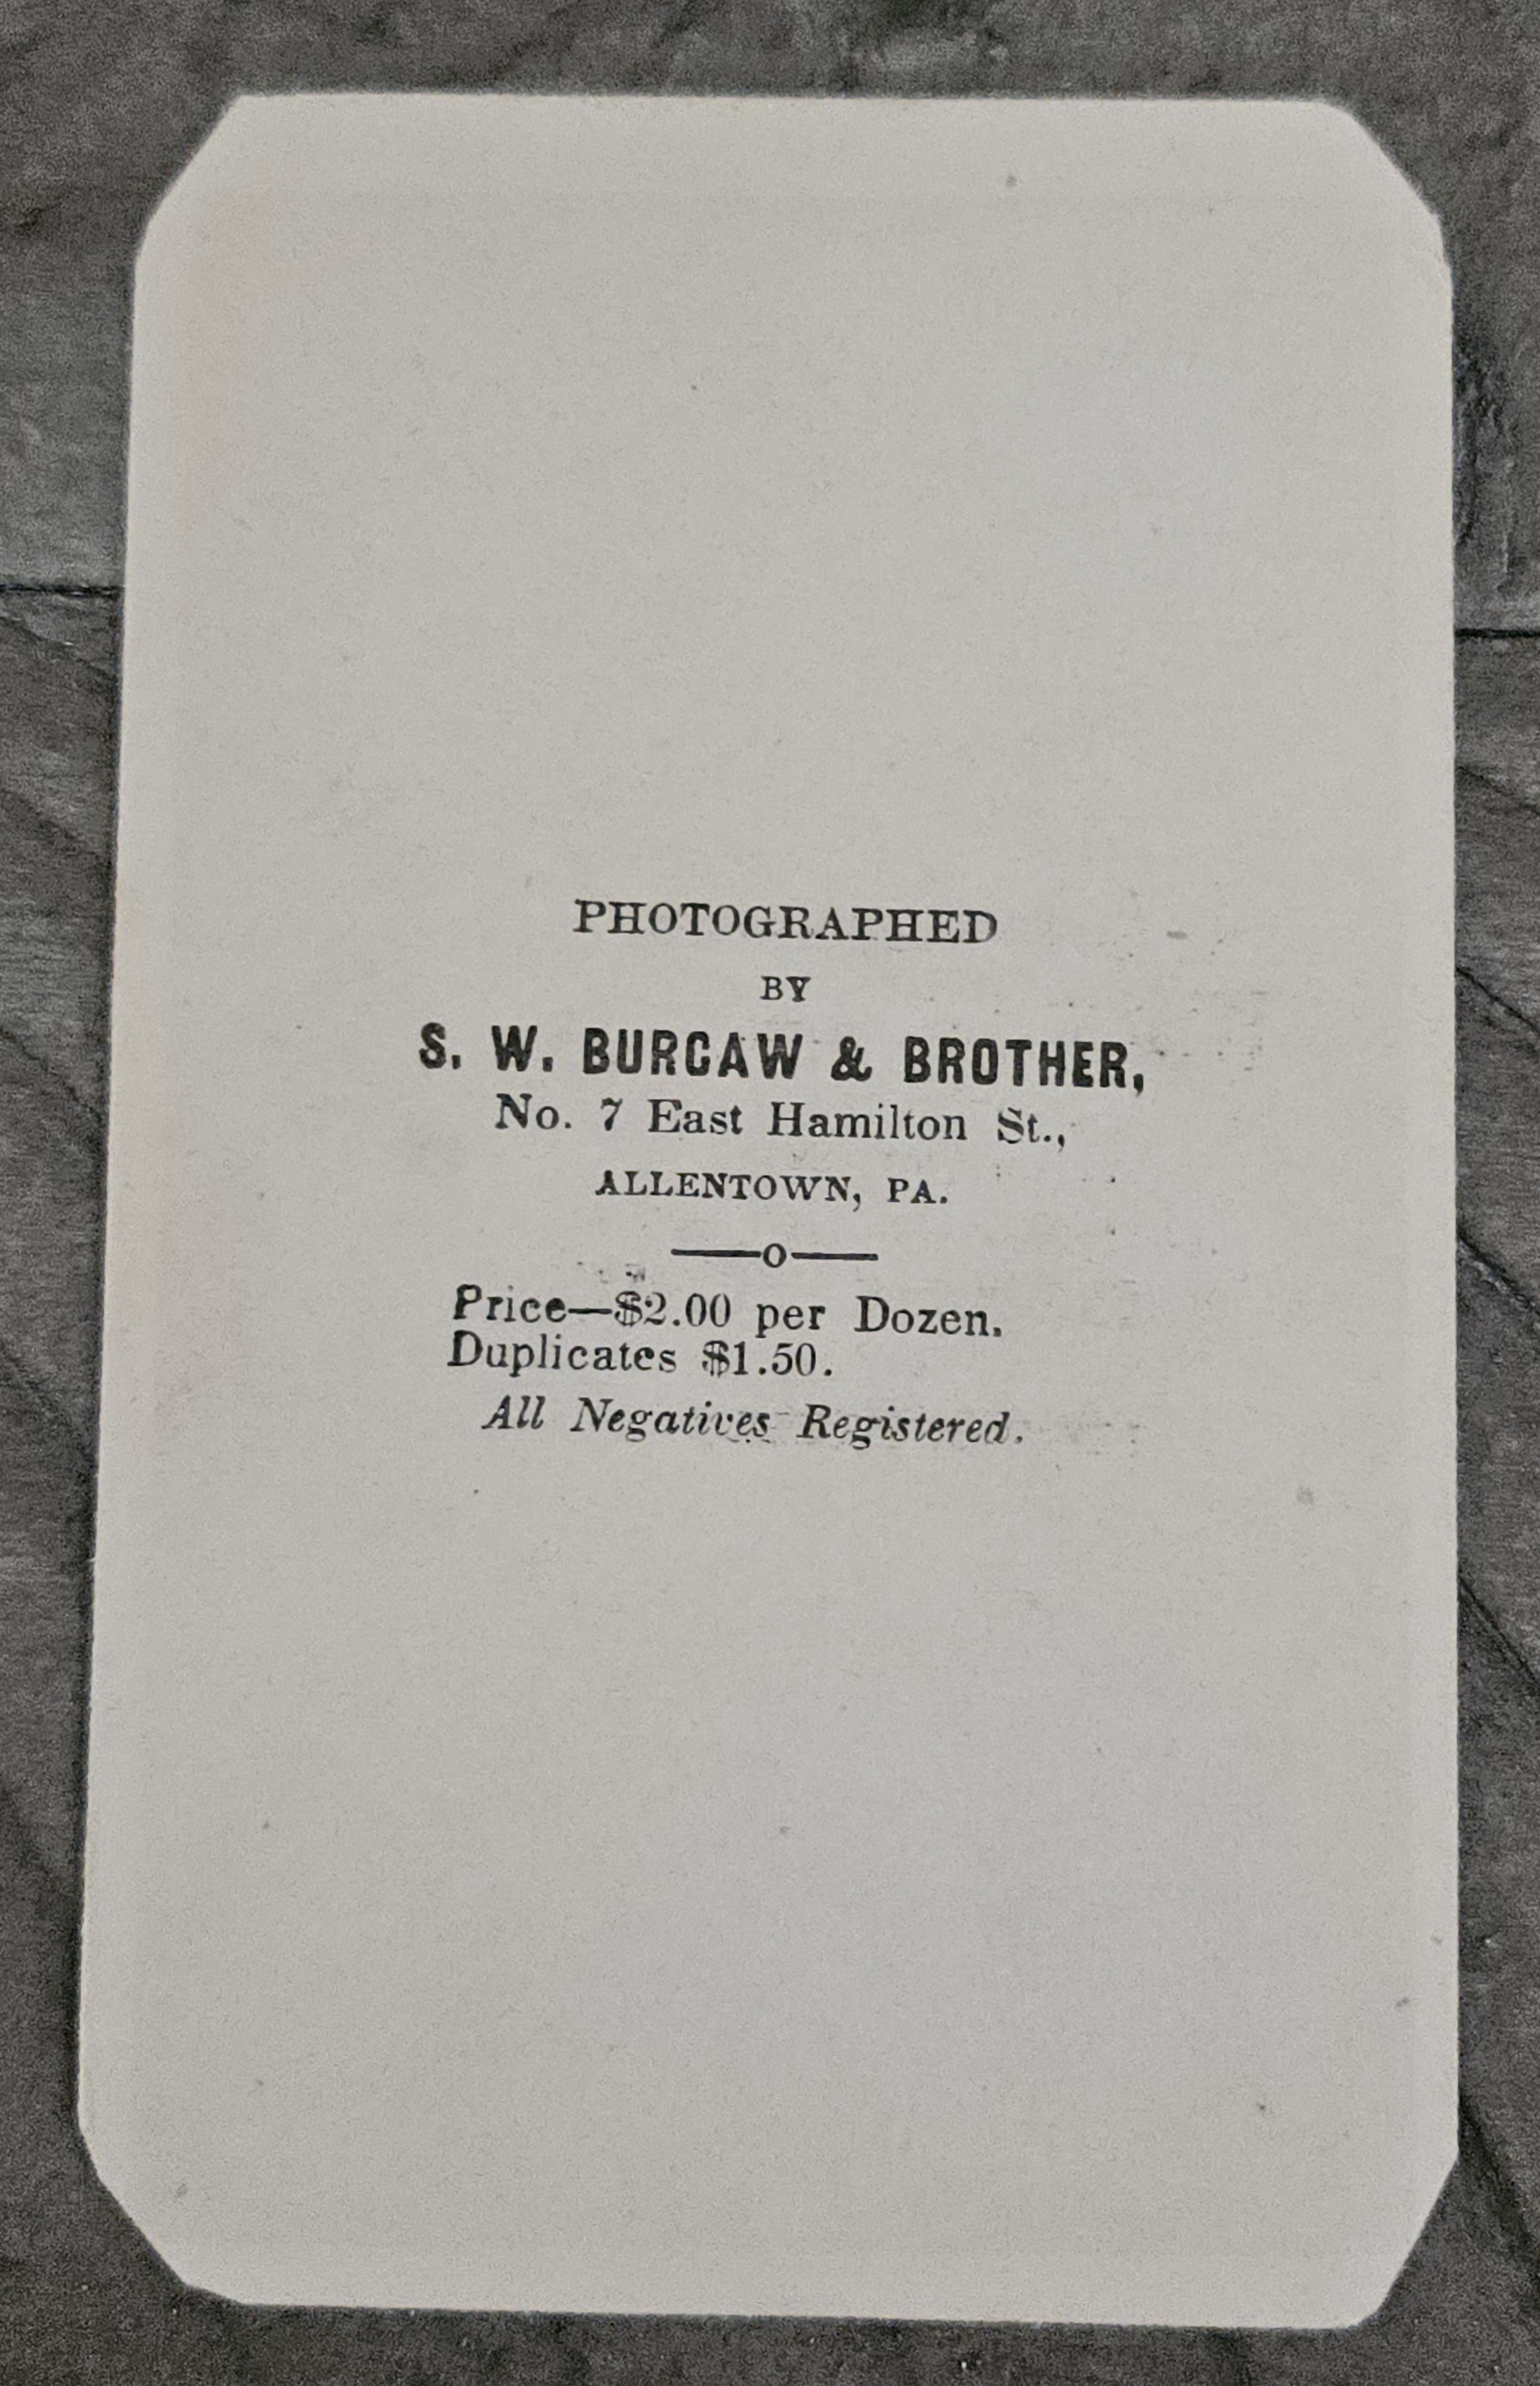 PHOTOGRAPHED
BY
S. W. BURCAW & BROTHER,
No. 7 East Hamilton St.,
ALLENTOWN, PA.
——o——
Price—$2.00 per Dozen.
Duplicates $1.50.
All Negatives Registered.